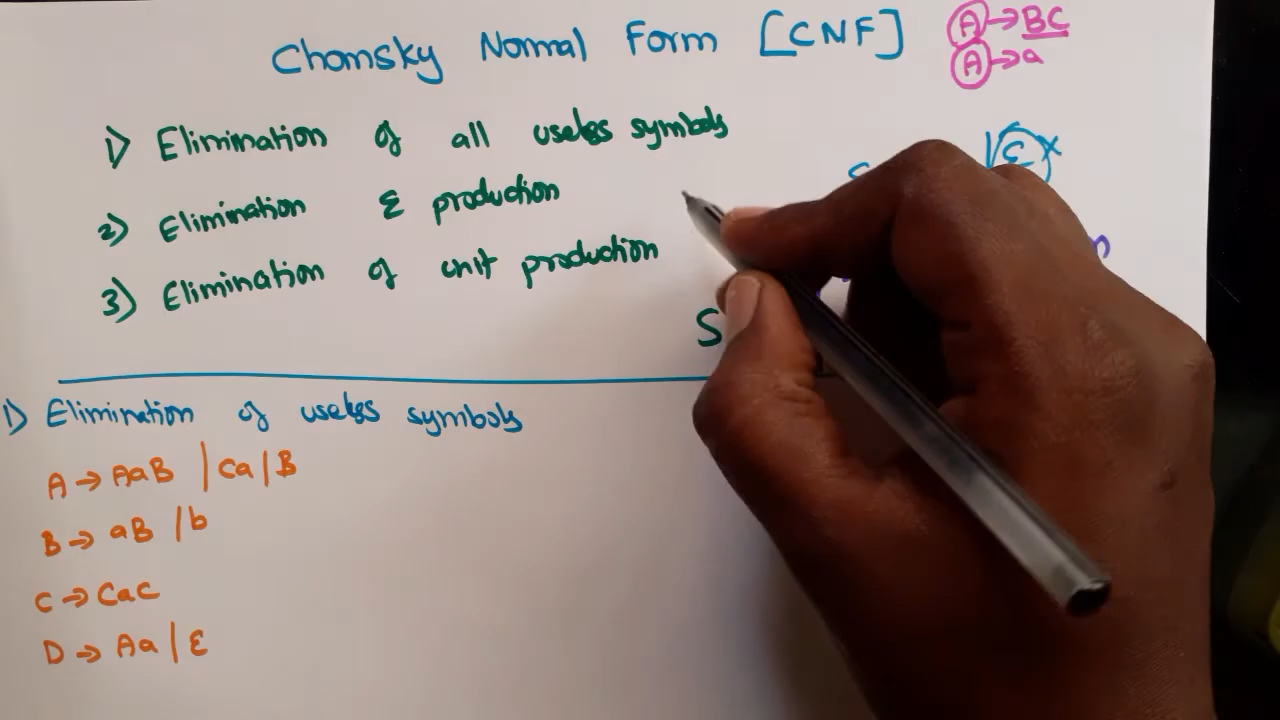 Chomsky Normal Form [CNF]
A → BC
A → a
1) Elimination of all useless symbols
2) Elimination ε production
3) Elimination of unit production
S
1) Elimination of useless symbols
A → AaB | Ca | B
B → aB | b
C → CaC
D → Aa | ε